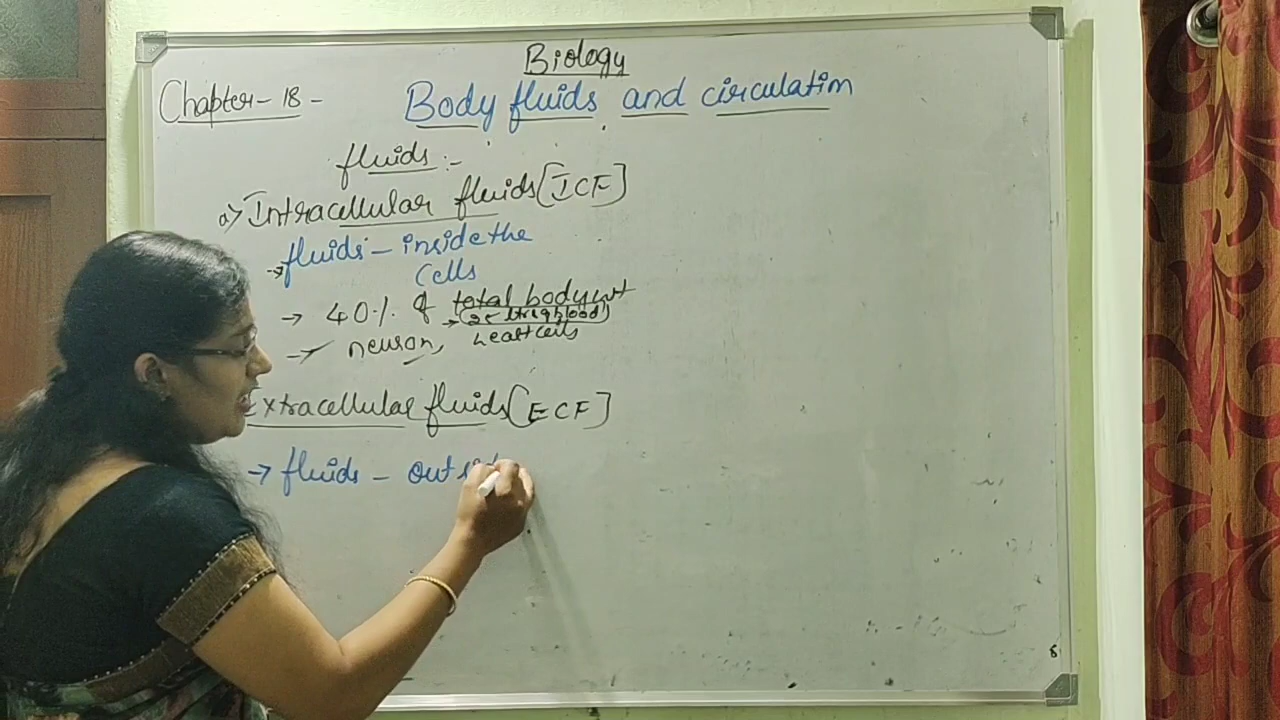 Biology
Chapter - 18 - Body fluids and circulation
fluids :-
a) Intracellular fluids [ICF]
→ fluids - inside the
cells
→ 40% of total body wt
→ neuron, heart cells
Extracellular fluids [ECF]
→ fluids - outsid